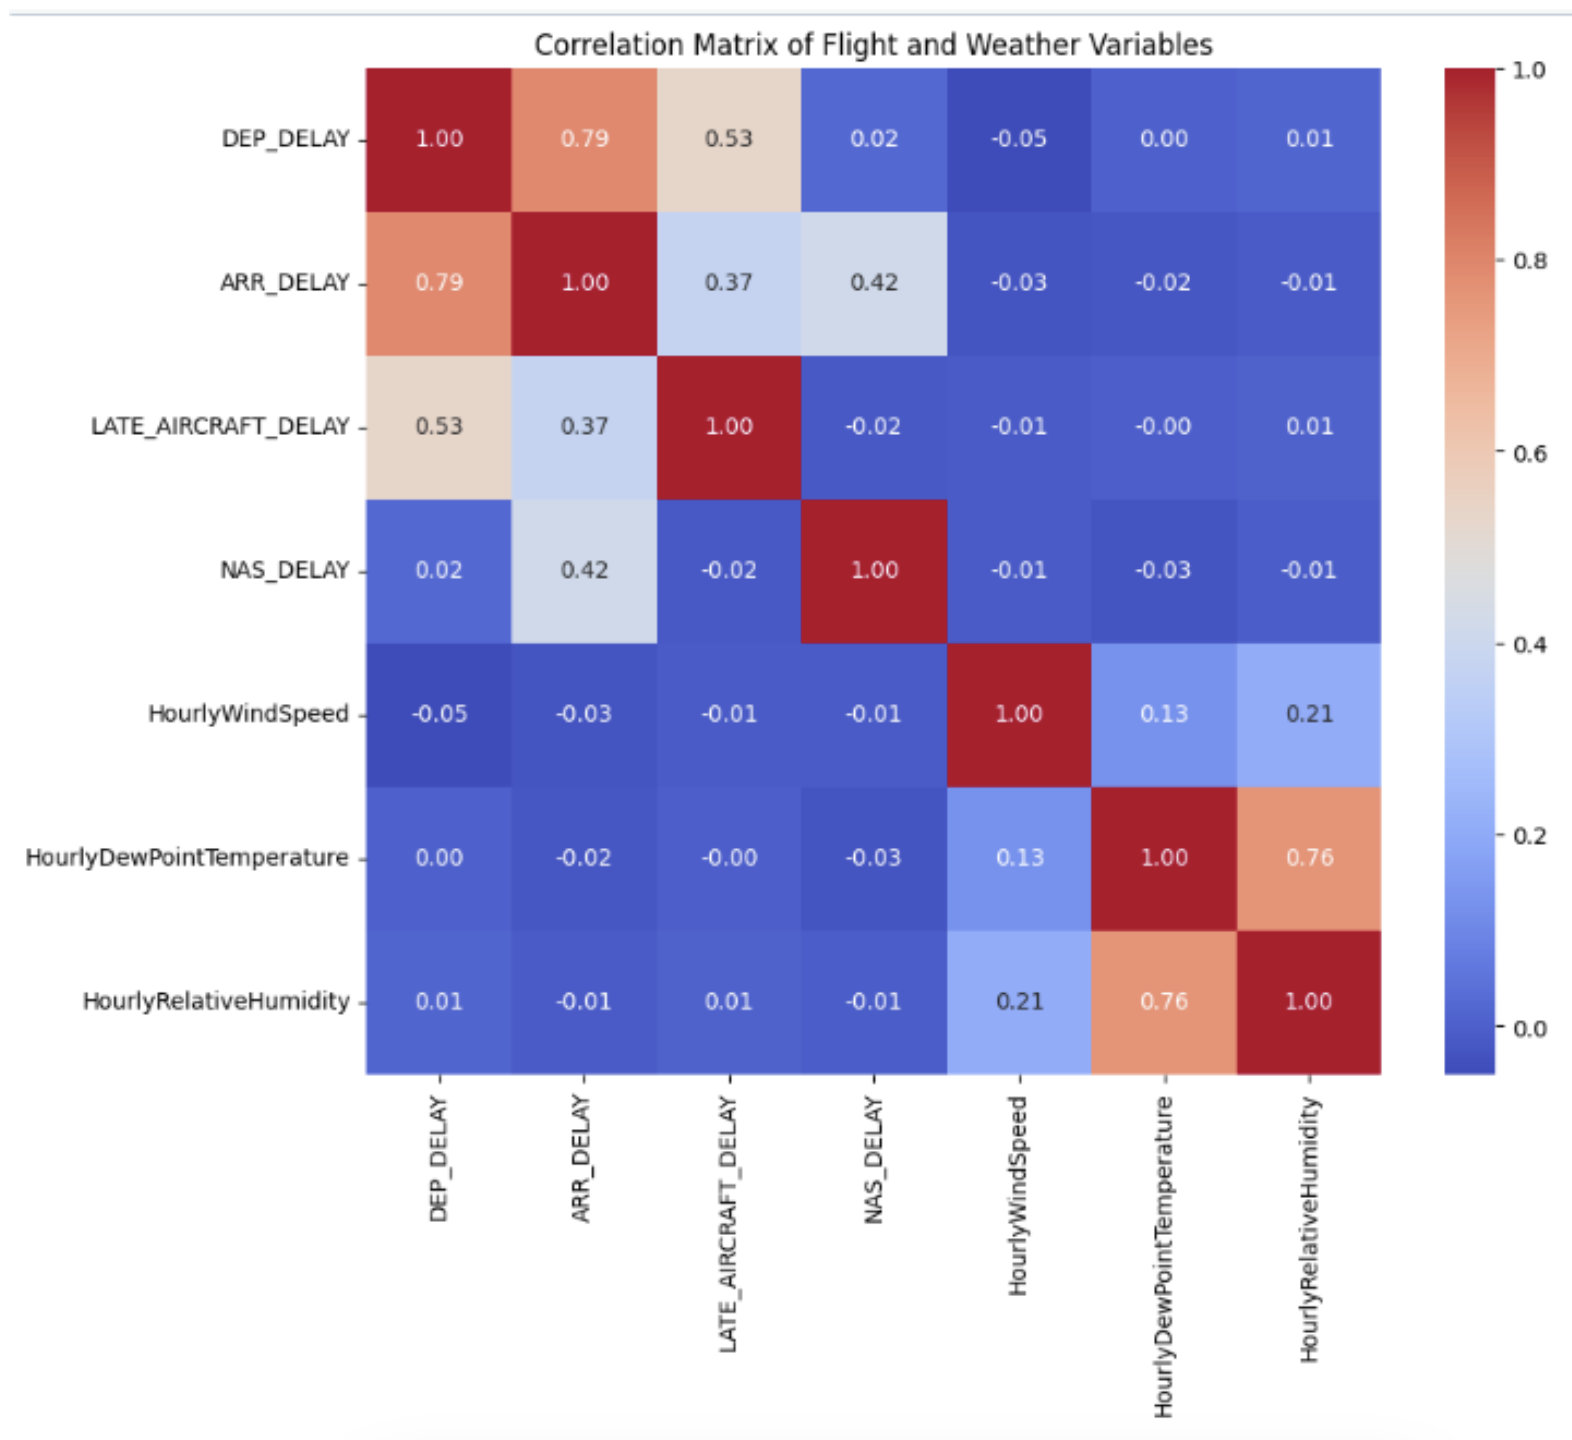 Correlation Matrix of Flight and Weather Variables
DEP_DELAY 1.00 0.79 0.53 0.02 -0.05 0.00 0.01
ARR_DELAY 0.79 1.00 0.37 0.42 -0.03 -0.02 -0.01
LATE_AIRCRAFT_DELAY 0.53 0.37 1.00 -0.02 -0.01 -0.00 0.01
NAS_DELAY 0.02 0.42 -0.02 1.00 -0.01 -0.03 -0.01
HourlyWindSpeed -0.05 -0.03 -0.01 -0.01 1.00 0.13 0.21
HourlyDewPointTemperature 0.00 -0.02 -0.00 -0.03 0.13 1.00 0.76
HourlyRelativeHumidity 0.01 -0.01 0.01 -0.01 0.21 0.76 1.00
DEP_DELAY
ARR_DELAY
LATE_AIRCRAFT_DELAY
NAS_DELAY
HourlyWindSpeed
HourlyDewPointTemperature
HourlyRelativeHumidity
1.0
0.8
0.6
0.4
0.2
0.0